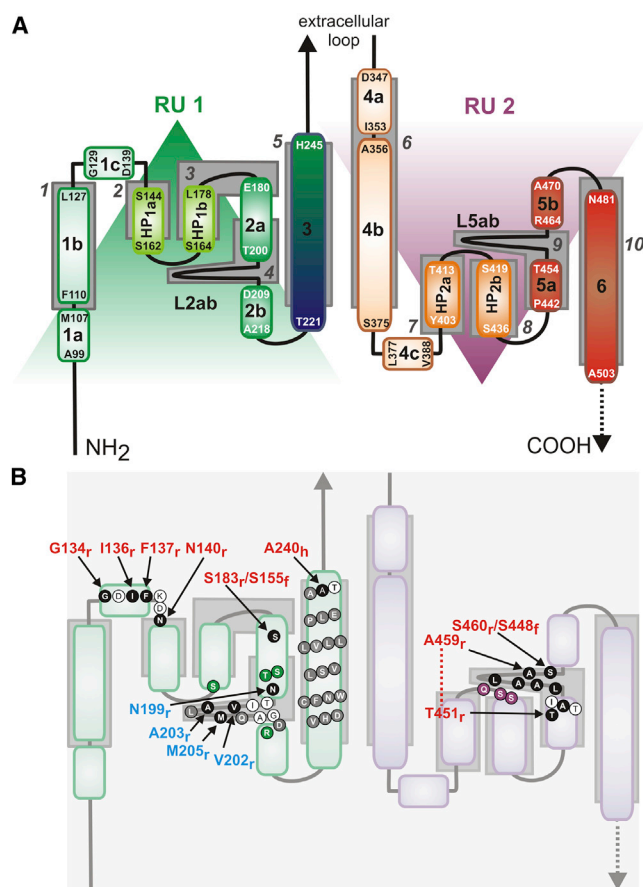 A
extracellular
loop
RU 1
RU 2
D347
4a
I353
A356
4b
S375
G129
1c
D139
1
L127
1b
F110
M107
1a
A99
NH2
2
S144
HP1a
S162
3
L178
HP1b
S164
E180
2a
T200
4
L2ab
D209
2b
A218
5
H245
3
T221
6
L377
4c
V388
7
T413
HP2a
Y403
S419
HP2b
S436
8
L5ab
A470
5b
R464
9
T454
5a
P442
N481
6
A503
10
COOH
B
G134r I136r F137r N140r
A240h
S183r/S155f
N199r
A203r
M205r
V202r
S460r/S448f
A459r
T451r
G D I F K
D
N
S
S
T S
N
L A V I T
M Q A G D
R
A A T
P L E
L V L L
L S V
C F N W
V H D
A S
L A A L
Q S S
I A T
T